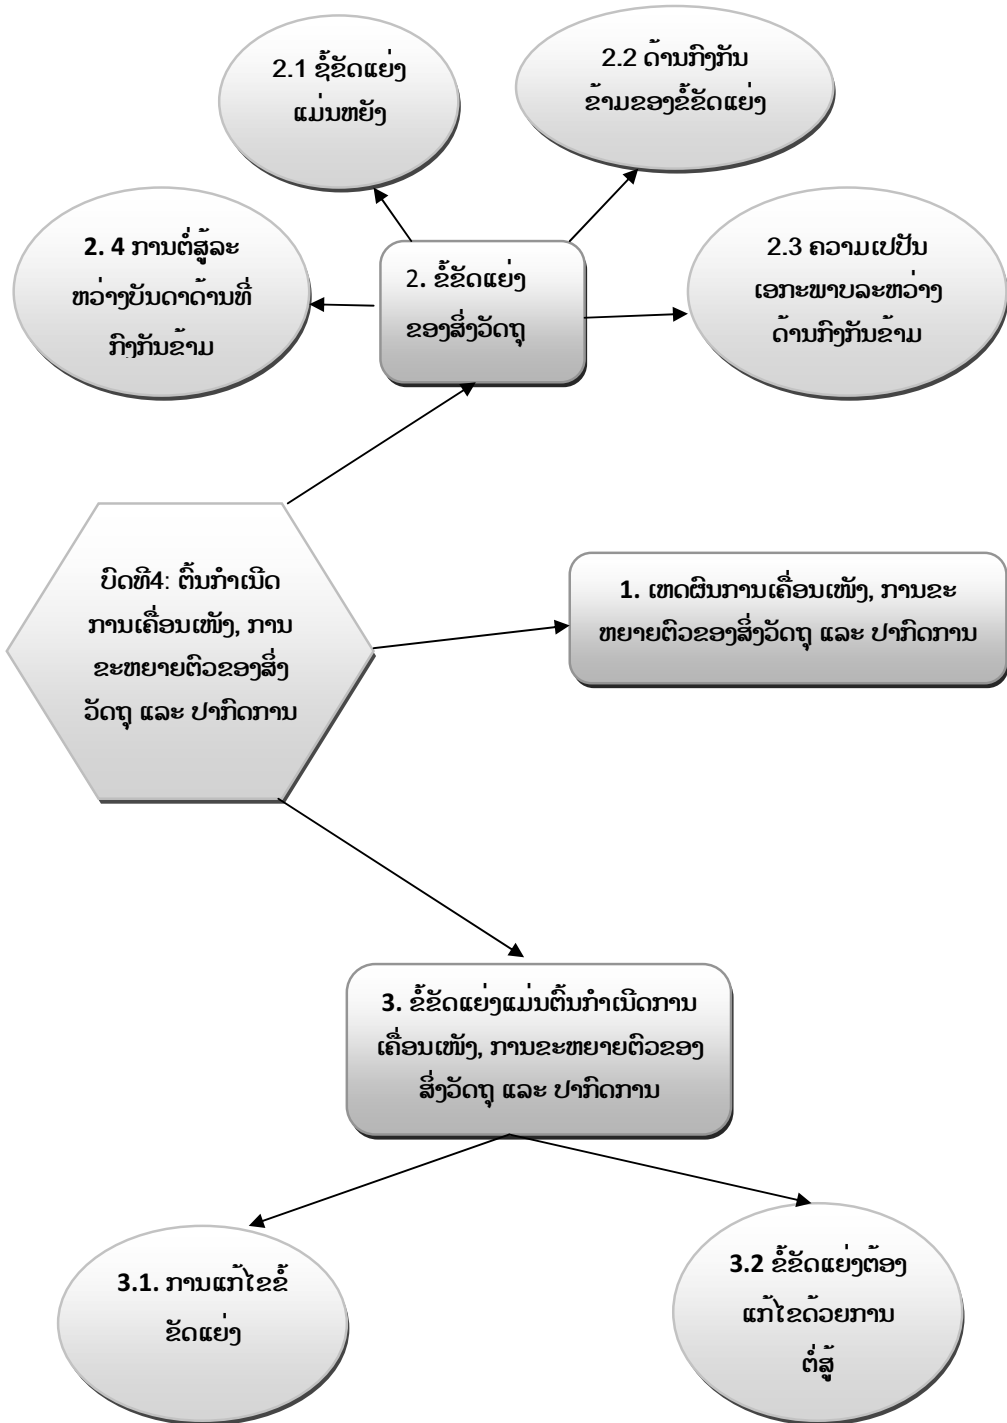 2.1 ຊໍ້ຂັດແຍ່ງ
ແມ່ນຫຍັງ
2.2 ດ້ານກົງກັນ
ຂ້າມຂອງຂໍ້ຂັດແຍ່ງ
2. 4 ການຕໍ່ສູ້ລະ
ຫວ່າງບັນດາດ້ານທີ່
ກົງກັນຂ້າມ
2. ຂໍ້ຂັດແຍ່ງ
ຂອງສິ່ງວັດຖຸ
2.3 ຄວາມເປປັນ
ເອກະພາບລະຫວ່າງ
ດ້ານກົງກັນຂ້າມ
ບົດທີ4: ຕົ້ນກຳເນີດ
ການເຄື່ອນເໜັງ, ການ
ຂະຫຍາຍຕົວຂອງສິ່ງ
ວັດຖຸ ແລະ ປາກົດການ
1. ເຫດຜົນການເຄື່ອນເໜັງ, ການຂະ
ຫຍາຍຕົວຂອງສິ່ງວັດຖຸ ແລະ ປາກົດການ
3. ຂໍ້ຂັດແຍ່ງແມ່ນຕົ້ນກຳເນີດການ
ເຄື່ອນເໜັງ, ການຂະຫຍາຍຕົວຂອງ
ສິ່ງວັດຖຸ ແລະ ປາກົດການ
3.1. ການແກ້ໄຂຂໍ້
ຂັດແຍ່ງ
3.2 ຂໍ້ຂັດແຍ່ງຕ້ອງ
ແກ້ໄຂດ້ວຍການ
ຕໍ່ສູ້